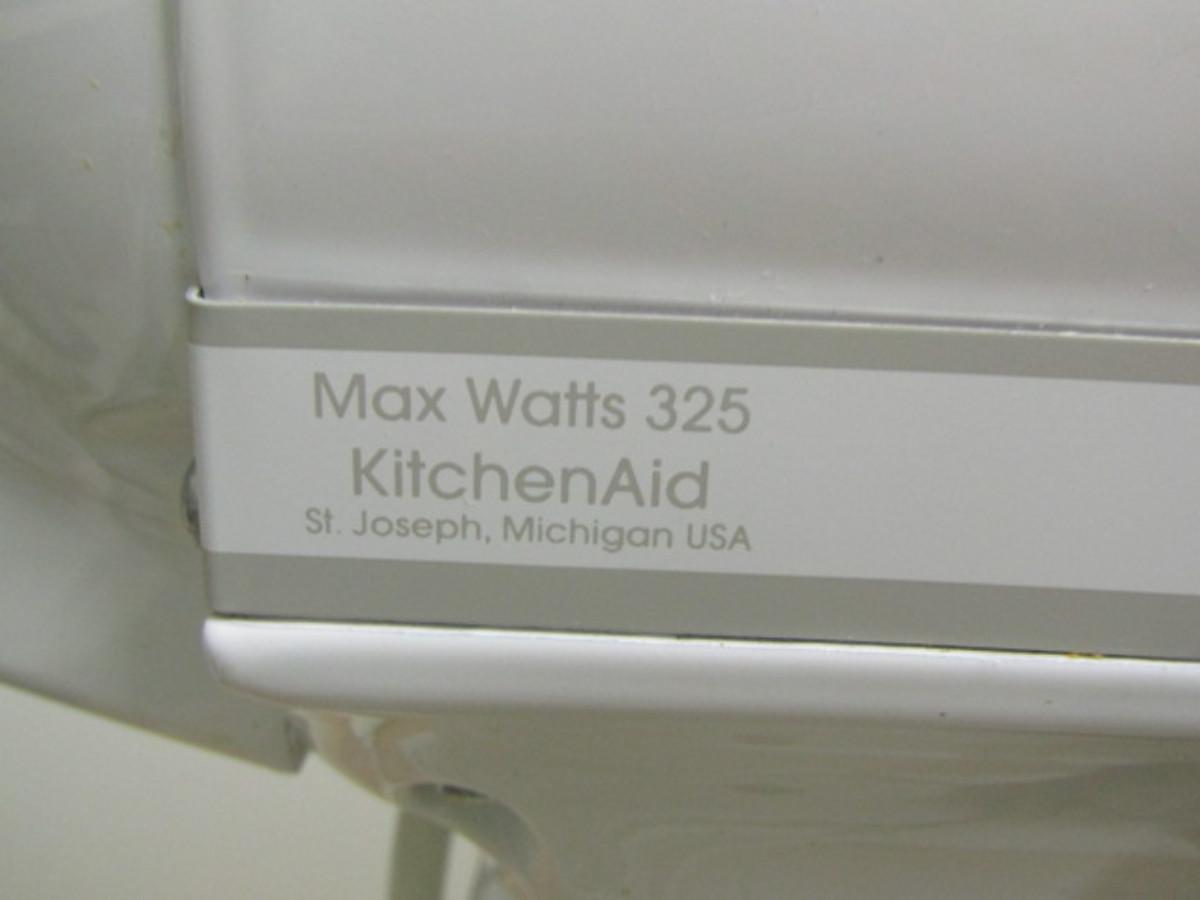 Max Watts 325
KitchenAid
St. Joseph, Michigan USA